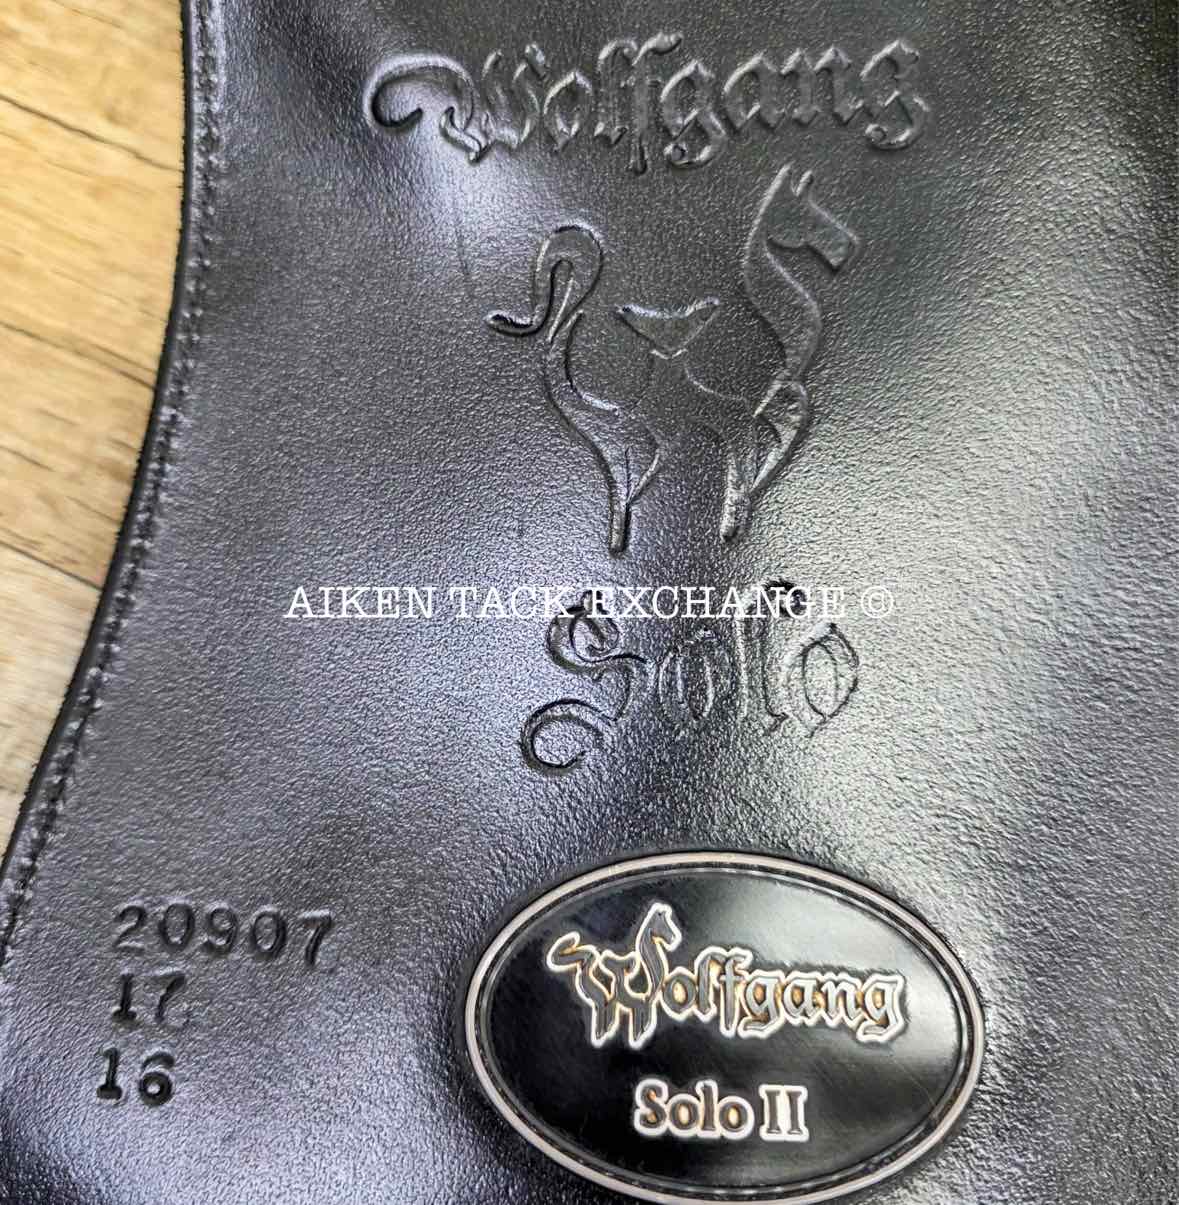 Wolfgang
AIKEN TACK EXCHANGE ©
Solo
20907
17
16
Wolfgang
Solo II